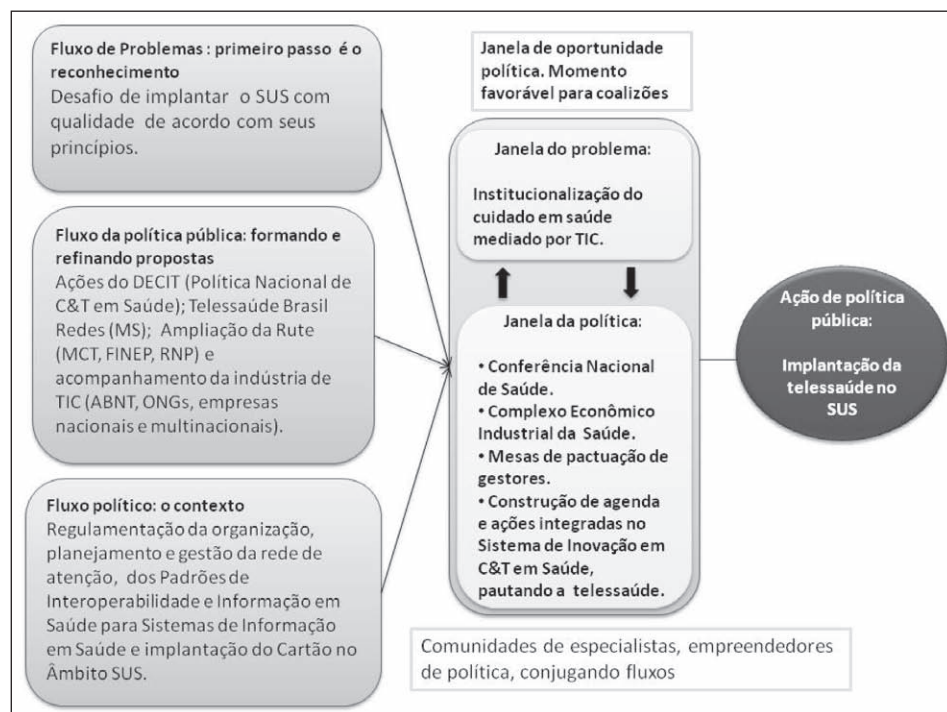 Fluxo de Problemas : primeiro passo é o
reconhecimento
Desafio de implantar o SUS com
qualidade de acordo com seus
princípios.
Fluxo da política pública: formando e
refinando propostas
Ações do DECIT (Política Nacional de
C&T em Saúde); Telessaúde Brasil
Redes (MS); Ampliação da Rute
(MCT, FINEP, RNP) e
acompanhamento da indústria de
TIC (ABNT, ONGs, empresas
nacionais e multinacionais).
Fluxo político: o contexto
Regulamentação da organização,
planejamento e gestão da rede de
atenção, dos Padrões de
Interoperabilidade e Informação em
Saúde para Sistemas de Informação
em Saúde e implantação do Cartão no
Âmbito SUS.
Janela de oportunidade
política. Momento
favorável para coalizões
Janela do problema:
Institucionalização do
cuidado em saúde
mediado por TIC.
Janela da política:
• Conferência Nacional
de Saúde.
• Complexo Econômico
Industrial da Saúde.
• Mesas de pactuação de
gestores.
• Construção de agenda
e ações integradas no
Sistema de Inovação em
C&T em Saúde,
pautando a telessaúde.
Comunidades de especialistas, empreendedores
de política, conjugando fluxos
Ação de política
pública:
Implantação da
telessaúde no
SUS